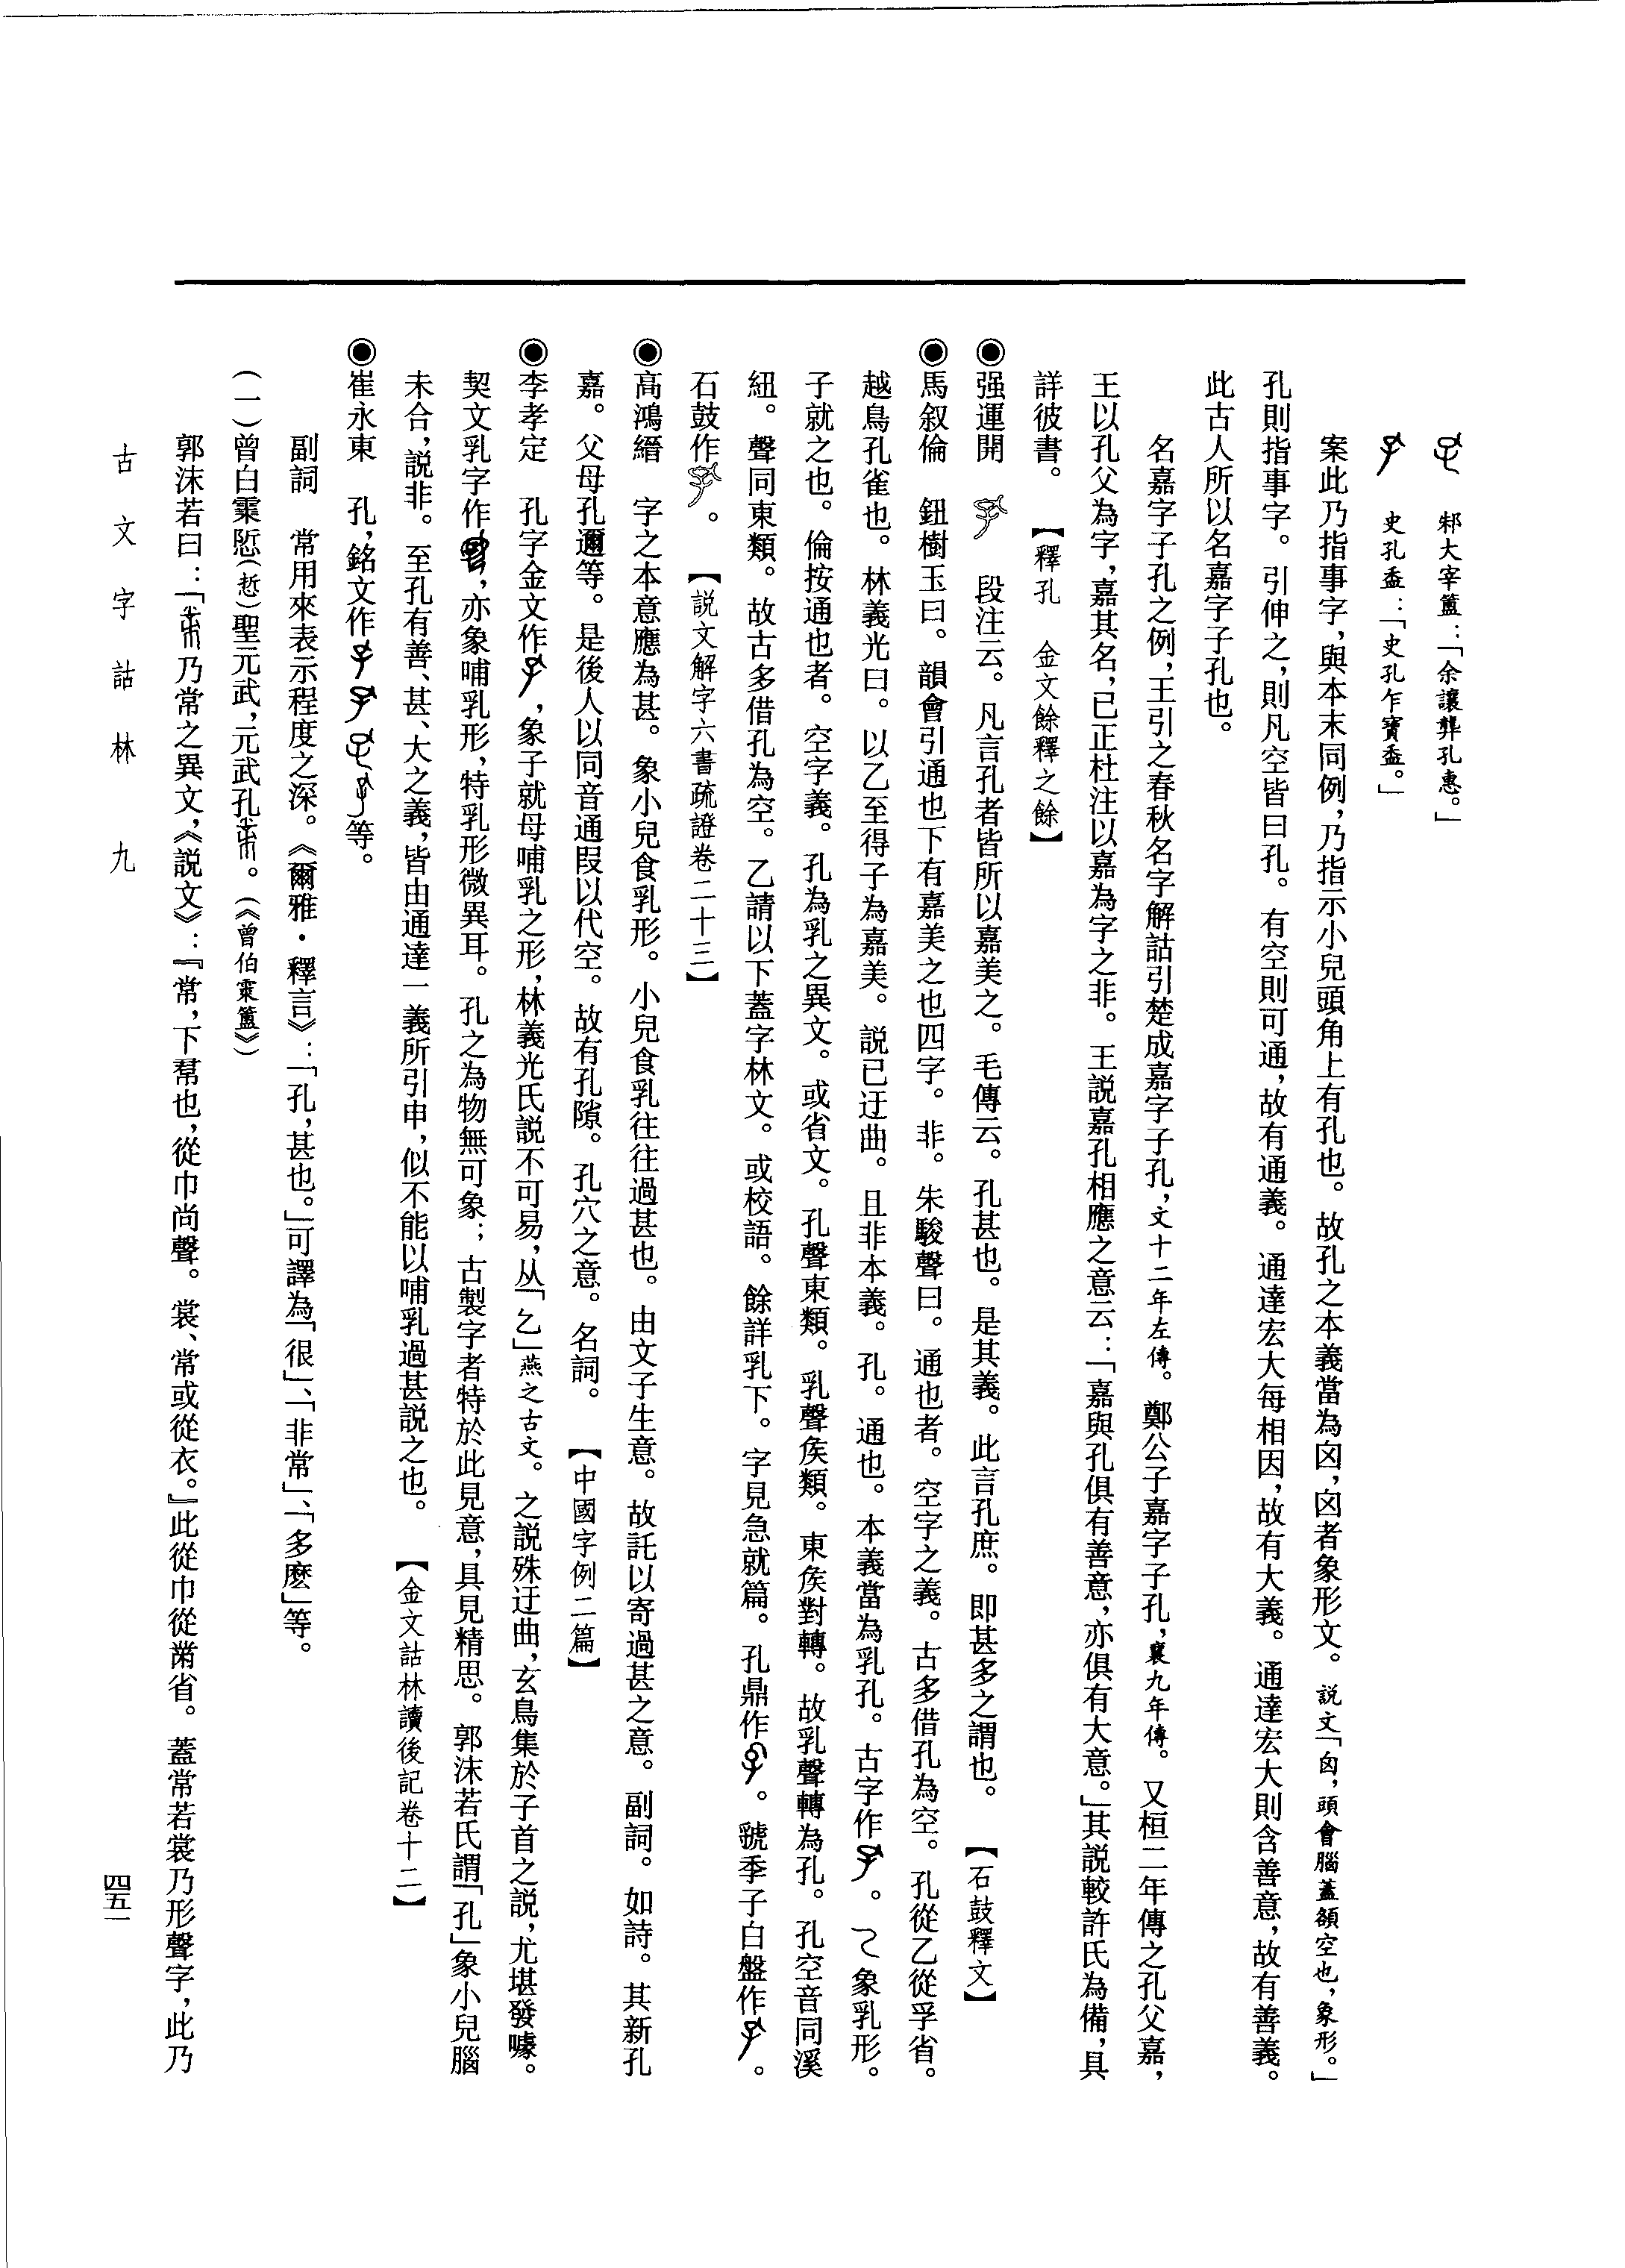 邾大宰簠：「余諾龏孔惠。」
史孔盉：「史孔乍寶盉。」
案此乃指事字，與本末同例，乃指示小兒頭角上有孔也。故孔之本義當為囟，囟者象形文。説文「囟，頭會腦蓋頟空也，象形。」
孔則指事字。引伸之，則凡空皆曰孔。有空則可通，故有通義。通達宏大每相因，故有大義。通達宏大則含善意，故有善義。
此古人所以名嘉字子孔也。
名嘉字子孔之例，王引之春秋名字解詁引楚成嘉字子孔，文十二年左傳。鄭公子嘉字子孔，襄九年傳。又桓二年傳之孔父嘉，
王以孔父為字，嘉其名，已正杜注以嘉為字之非。王説嘉孔相應之意云：「嘉與孔俱有善意，亦俱有大意。」其説較許氏為備，具
詳彼書。【釋孔　金文餘釋之餘】
◉强運開　段注云。凡言孔者皆所以嘉美之。毛傳云。孔甚也。是其義。此言孔庶。即甚多之謂也。【石鼓釋文】
◉馬叙倫　鈕樹玉曰。韻會引通也下有嘉美之也四字。非。朱駿聲曰。通也者。空字之義。古多借孔為空。孔從乙從孚省。
越鳥孔雀也。林義光曰。以乙至得子為嘉美。説已迂曲。且非本義。孔。通也。本義當為乳孔。古字作。象乳形。
子就之也。倫按通也者。空字義。孔為乳之異文。或省文。孔聲東類。乳聲矦類。東矦對轉。故乳聲轉為孔。孔空音同溪
紐。聲同東類。故古多借孔為空。乙請以下蓋字林文。或校語。餘詳乳下。字見急就篇。孔鼎作。虢季子白盤作。
石鼓作。【説文解字六書疏證卷二十三】
◉高鴻縉　字之本意應為甚。象小兒食乳形。小兒食乳往往過甚也。由文子生意。故託以寄過甚之意。副詞。如詩。其新孔
嘉。父母孔邇等。是後人以同音通叚以代空。故有孔隙。孔穴之意。名詞。【中國字例二篇】
◉李孝定　孔字金文作，象子就母哺乳之形，林義光氏説不可易，从「乞」燕之古文。之説殊迂曲，玄鳥集於子首之説，尤堪發噱。
契文乳字作，亦象哺乳形，特乳形微異耳。孔之為物無可象；古製字者特於此見意，具見精思。郭沫若氏謂「孔」象小兒腦
未合，説非。至孔有善、甚、大之義，皆由通達一義所引申，似不能以哺乳過甚説之也。【金文詁林讀後記卷十二】
◉崔永東　孔，銘文作等。
副詞　常用來表示程度之深。《爾雅·釋言》：「孔，甚也。」可譯為「很」、「非常」、「多麽」等。
（一）曾白霥悊（悊）聖元武，元武孔。（《曾伯霥簠》）
郭沫若曰：「乃常之異文，《説文》：『常，下帬也，從巾尚聲。裳、常或從衣。』此從巾從黹省。蓋常若裳乃形聲字，此乃
古文字詁林　九
四五一